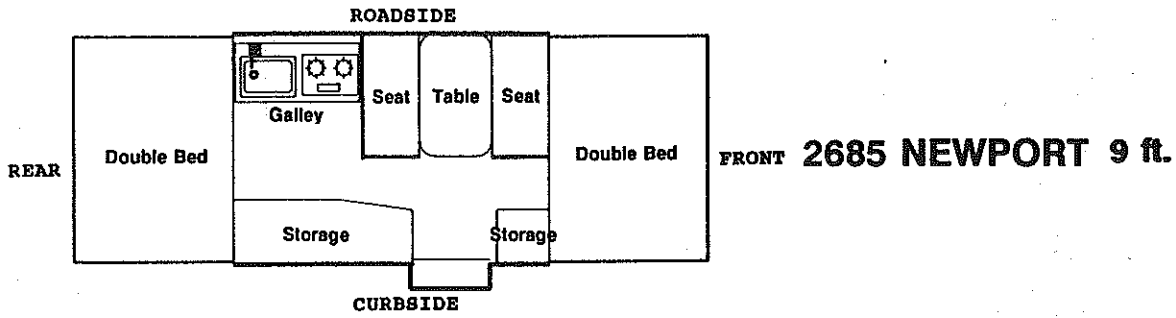 ROADSIDE
Seat Table Seat
Galley
REAR Double Bed Double Bed FRONT 2685 NEWPORT 9 ft.
Storage Storage
CURBSIDE